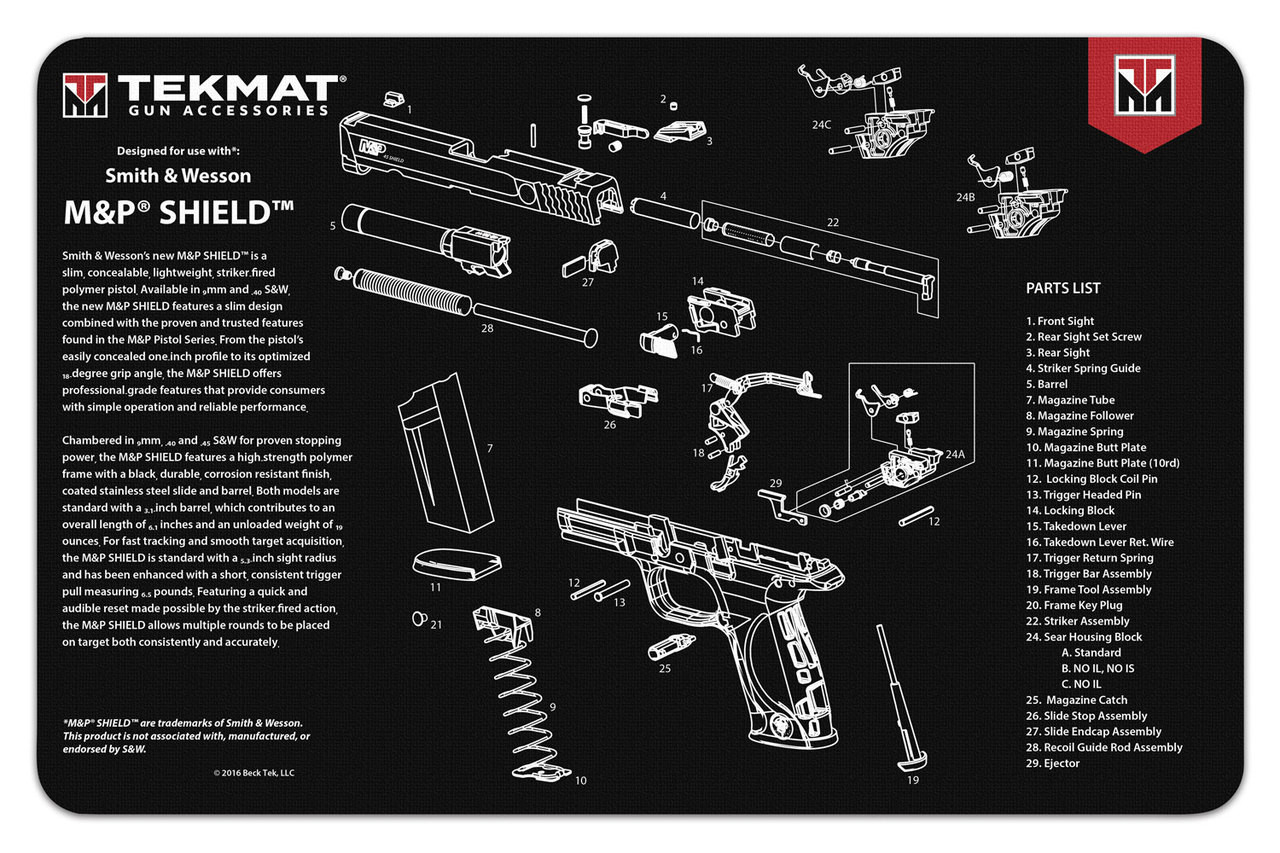 TEKMAT®
GUN ACCESSORIES
Designed for use with*:
Smith & Wesson
M&P® SHIELD™
Smith & Wesson's new M&P SHIELD™ is a
slim, concealable, lightweight, striker.fired
polymer pistol. Available in 9mm and .40 S&W,
the new M&P SHIELD features a slim design
combined with the proven and trusted features
found in the M&P Pistol Series. From the pistol's
easily concealed one.inch profile to its optimized
18.degree grip angle, the M&P SHIELD offers
professional.grade features that provide consumers
with simple operation and reliable performance.
Chambered in 9mm, .40 and .45 S&W for proven stopping
power, the M&P SHIELD features a high.strength polymer
frame with a black, durable, corrosion resistant finish,
coated stainless steel slide and barrel. Both models are
standard with a 3.1.inch barrel, which contributes to an
overall length of 6.1 inches and an unloaded weight of 19
ounces. For fast tracking and smooth target acquisition,
the M&P SHIELD is standard with a 5.3.inch sight radius
and has been enhanced with a short, consistent trigger
pull measuring 6.5 pounds. Featuring a quick and
audible reset made possible by the striker.fired action,
the M&P SHIELD allows multiple rounds to be placed
on target both consistently and accurately.
*M&P® SHIELD™ are trademarks of Smith & Wesson.
This product is not associated with, manufactured, or
endorsed by S&W.
© 2016 Beck Tek, LLC
1
2
3
24C
24B
M&P
45 SHIELD
4
5
22
27
14
28
15
16
17
26
7
18
24A
29
12
11
12
13
8
21
25
9
10
19
PARTS LIST
1. Front Sight
2. Rear Sight Set Screw
3. Rear Sight
4. Striker Spring Guide
5. Barrel
7. Magazine Tube
8. Magazine Follower
9. Magazine Spring
10. Magazine Butt Plate
11. Magazine Butt Plate (10rd)
12. Locking Block Coil Pin
13. Trigger Headed Pin
14. Locking Block
15. Takedown Lever
16. Takedown Lever Ret. Wire
17. Trigger Return Spring
18. Trigger Bar Assembly
19. Frame Tool Assembly
20. Frame Key Plug
22. Striker Assembly
24. Sear Housing Block
A. Standard
B. NO IL, NO IS
C. NO IL
25. Magazine Catch
26. Slide Stop Assembly
27. Slide Endcap Assembly
28. Recoil Guide Rod Assembly
29. Ejector